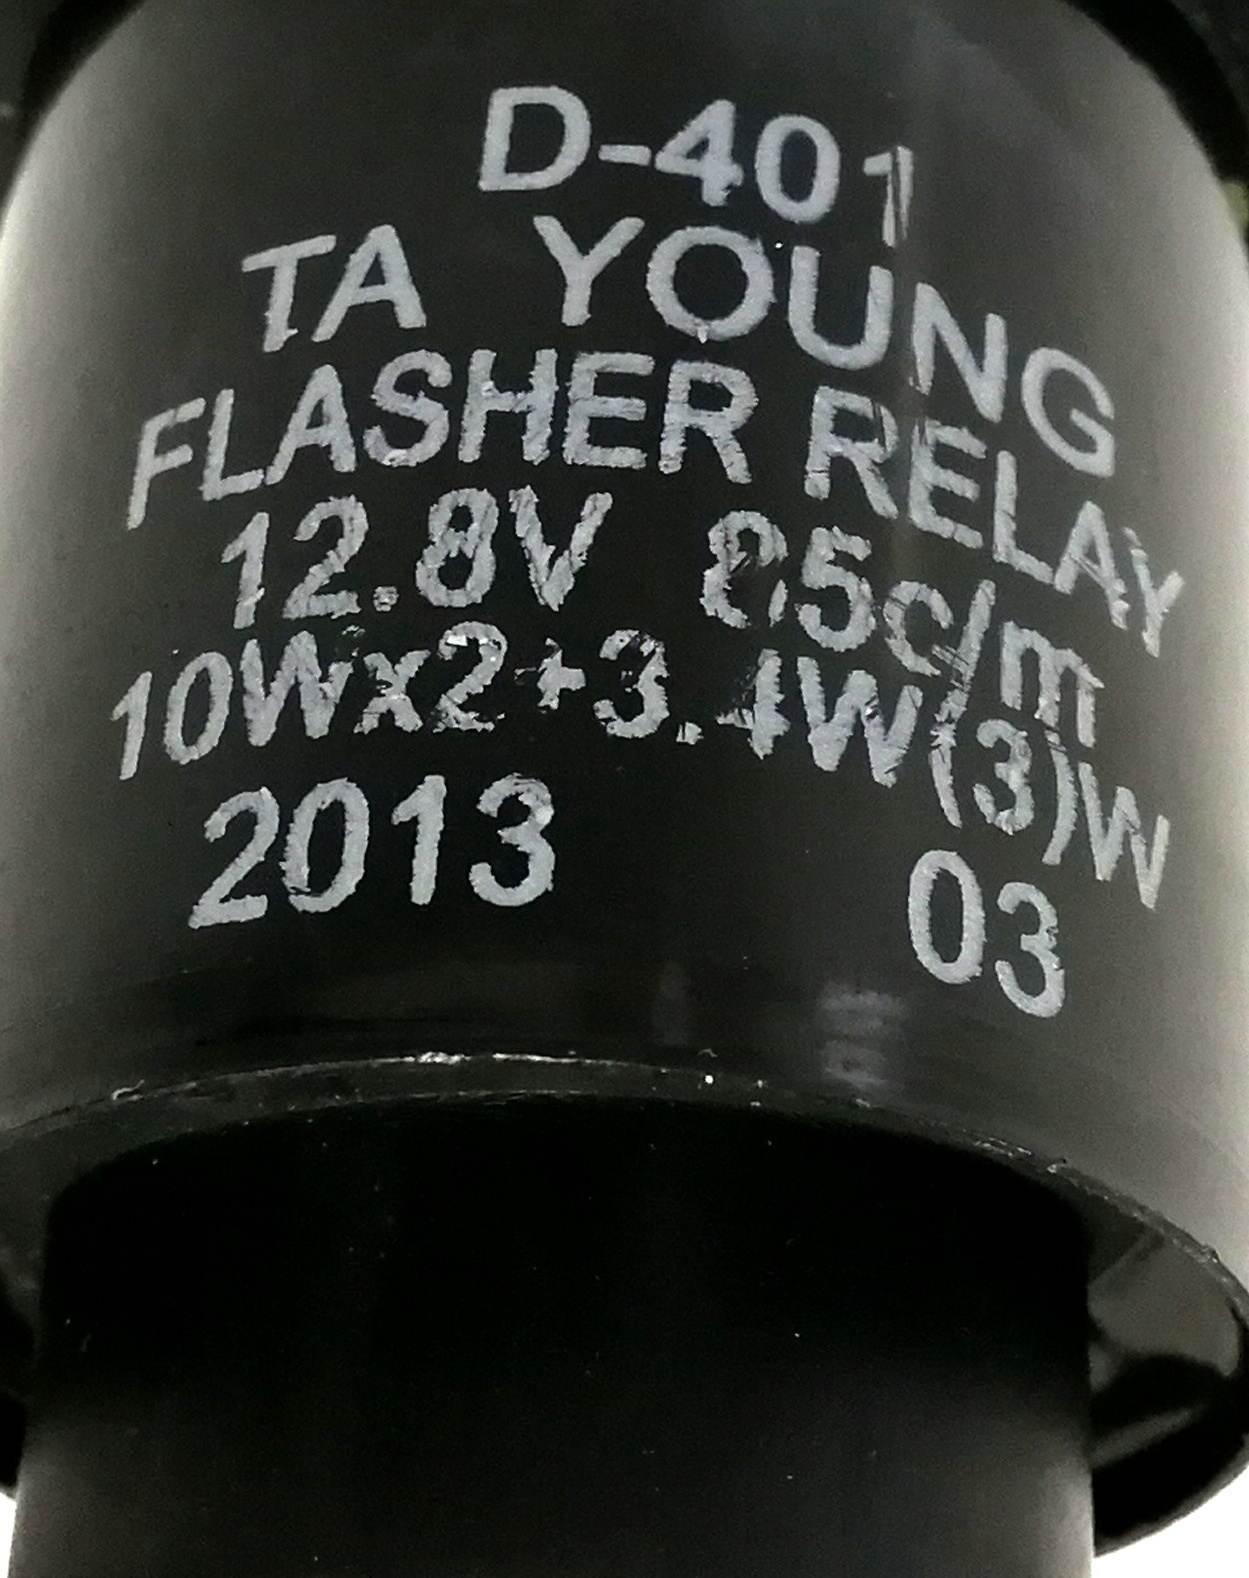 D-401
TA YOUNG
FLASHER RELAY
12.8V 85c/m
10Wx2+3.4W(3)W
2013 03